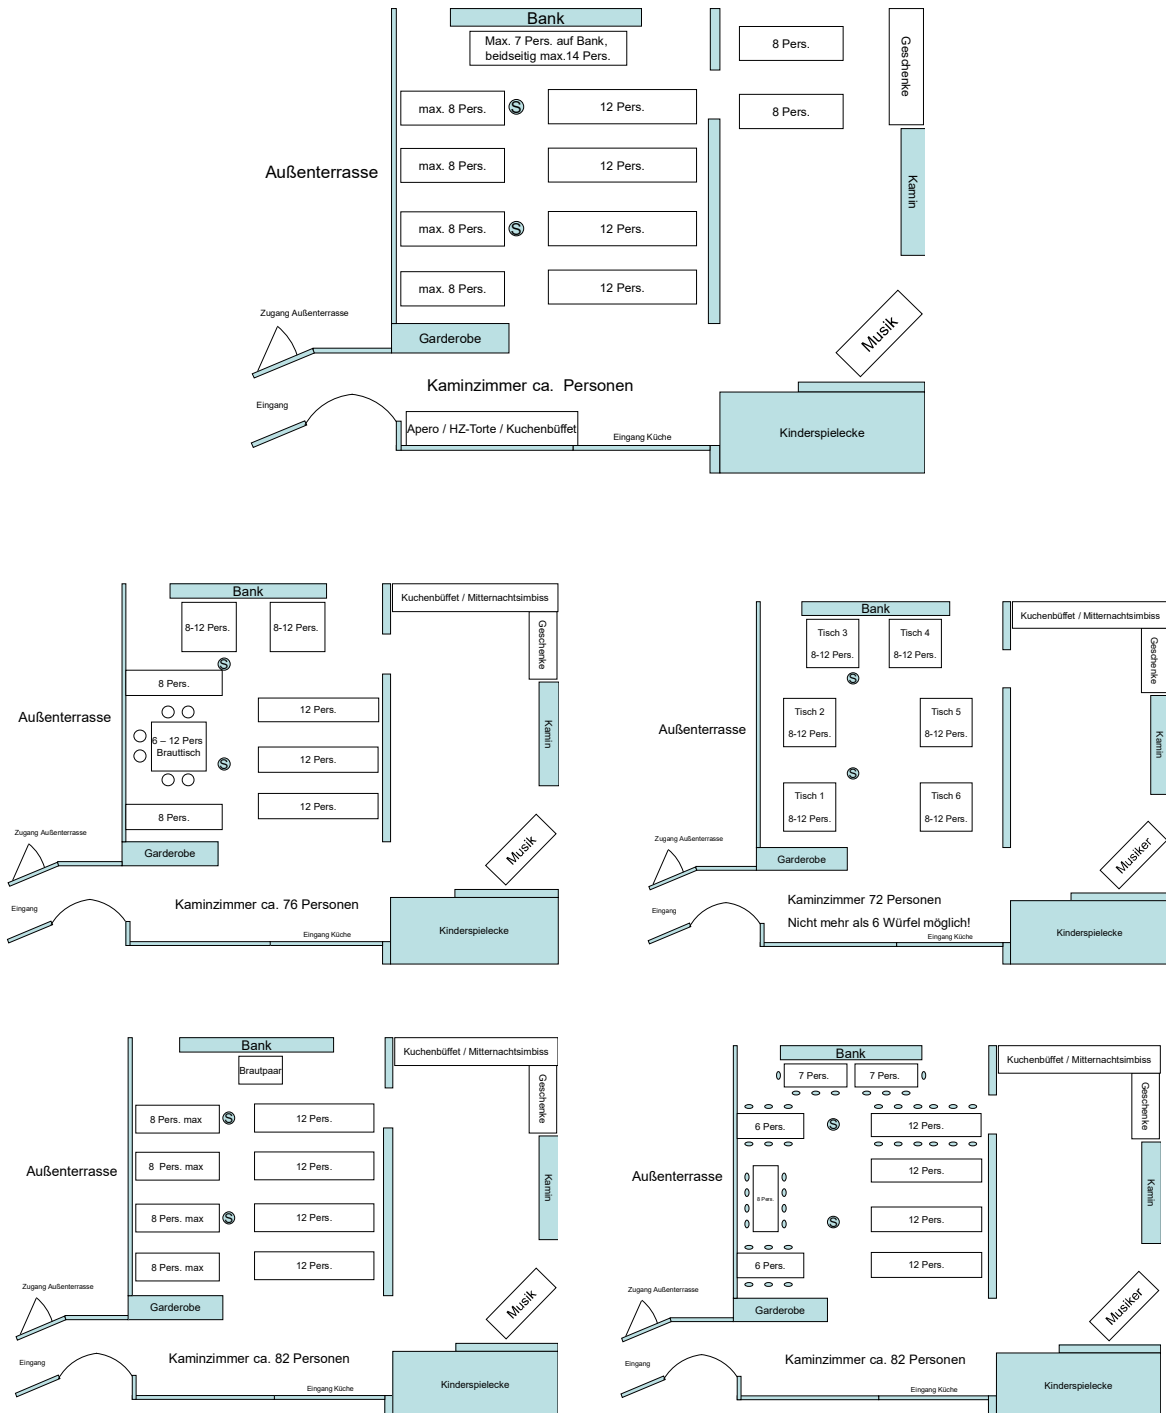 Bank
Max. 7 Pers. auf Bank,
beidseitig max.14 Pers.
8 Pers.
Geschenke
max. 8 Pers.
S
12 Pers.
8 Pers.
Außenterrasse
max. 8 Pers.
12 Pers.
Kamin
max. 8 Pers.
S
12 Pers.
max. 8 Pers.
12 Pers.
Zugang Außenterrasse
Garderobe
Musik
Kaminzimmer ca.  Personen
Eingang
Apero / HZ-Torte / Kuchenbüffet
Eingang Küche
Kinderspielecke
Bank
Kuchenbüffet / Mitternachtsimbiss
8-12 Pers.
8-12 Pers.
Geschenke
S
8 Pers.
12 Pers.
Außenterrasse
6 – 12 Pers
Brauttisch
Kamin
S
12 Pers.
12 Pers.
8 Pers.
Zugang Außenterrasse
Garderobe
Musik
Kaminzimmer ca. 76 Personen
Eingang
Eingang Küche
Kinderspielecke
Bank
Kuchenbüffet / Mitternachtsimbiss
Tisch 3
8-12 Pers.
Tisch 4
8-12 Pers.
Geschenke
S
Tisch 2
8-12 Pers.
Tisch 5
8-12 Pers.
Außenterrasse
Kamin
S
Tisch 1
8-12 Pers.
Tisch 6
8-12 Pers.
Zugang Außenterrasse
Garderobe
Musiker
Kaminzimmer 72 Personen
Nicht mehr als 6 Würfel möglich!
Eingang
Eingang Küche
Kinderspielecke
Bank
Kuchenbüffet / Mitternachtsimbiss
Brautpaar
Geschenke
8 Pers. max
S
12 Pers.
Außenterrasse
8  Pers. max
12 Pers.
Kamin
8 Pers. max
S
12 Pers.
8 Pers. max
12 Pers.
Zugang Außenterrasse
Garderobe
Musik
Kaminzimmer ca. 82 Personen
Eingang
Eingang Küche
Kinderspielecke
Bank
Kuchenbüffet / Mitternachtsimbiss
7 Pers.
7 Pers.
Geschenke
6 Pers.
S
12 Pers.
Außenterrasse
12 Pers.
Kamin
8 Pers.
S
12 Pers.
6 Pers.
12 Pers.
Zugang Außenterrasse
Garderobe
Musiker
Kaminzimmer ca. 82 Personen
Eingang
Eingang Küche
Kinderspielecke